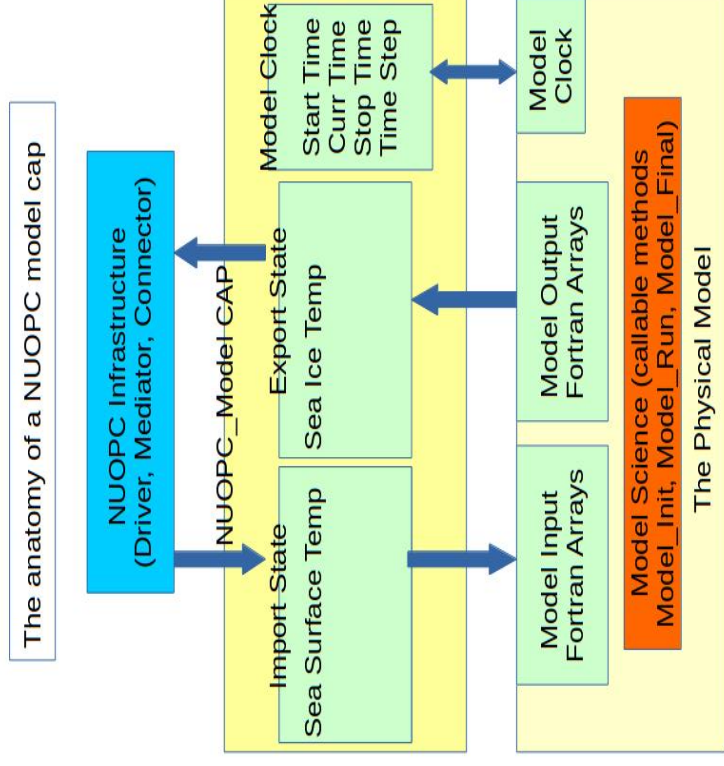 The anatomy of a NUOPC model cap
NUOPC Infrastructure
(Driver, Mediator, Connector)
NUOPC_Model CAP
Import State
Sea Surface Temp
Export State
Sea Ice Temp
Model Clock
Start Time
Curr Time
Stop Time
Time Step
Model Input
Fortran Arrays
Model Output
Fortran Arrays
Model
Clock
Model Science (callable methods
Model_Init, Model_Run, Model_Final)
The Physical Model